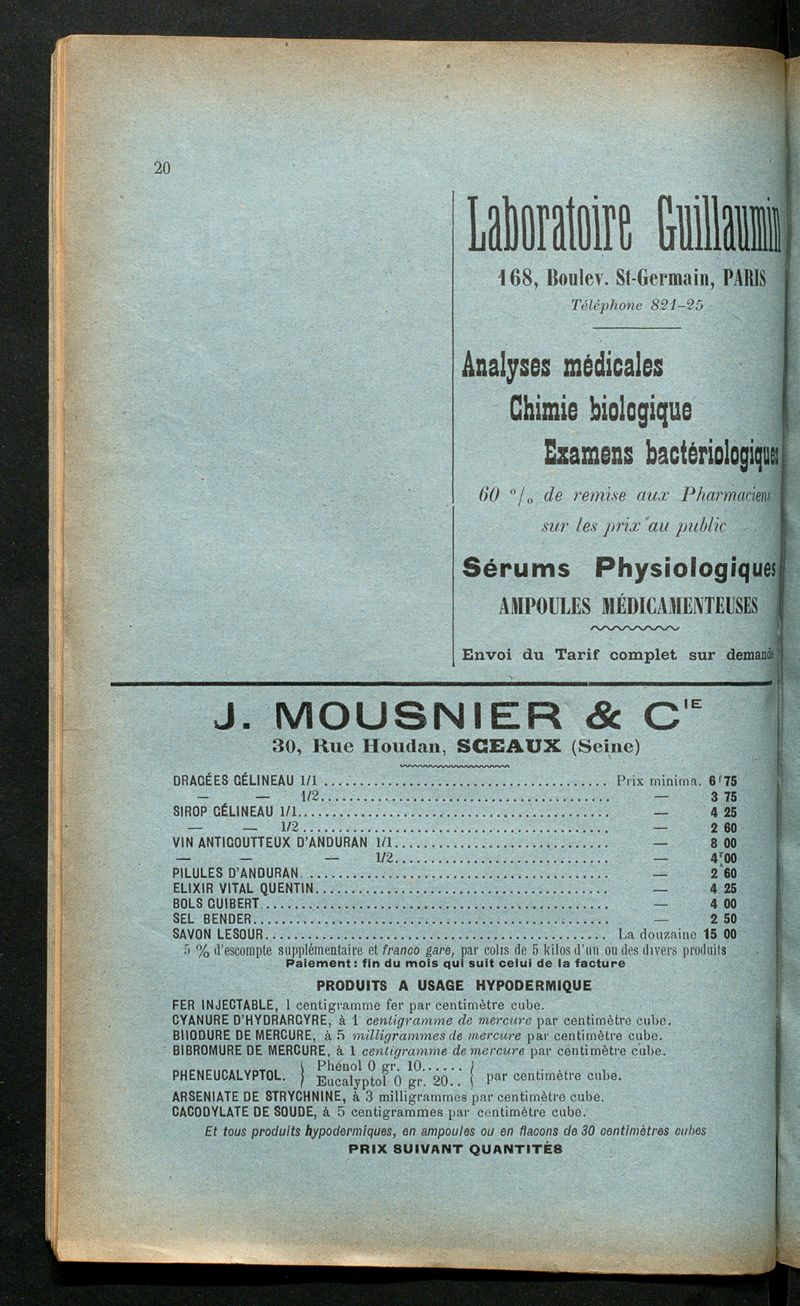 20
Laboratoire Guillaumin
168, Boulev. St-Germain, PARIS
Téléphone 821-25
Analyses médicales
Chimie biologique
Examens bactériologiques
60 % de remise aux Pharmaciens
sur les prix au public
Sérums Physiologiques
AMPOULES MÉDICAMENTEUSES
Envoi du Tarif complet sur demande
J. MOUSNIER & CIE
30, Rue Houdan, SCEAUX (Seine)
DRAGÉES GÉLINEAU 1/1 ........ Prix minima. 6f75
— — 1/2 ........ — 3 75
SIROP GÉLINEAU 1/1 ........ — 4 25
— — 1/2 ........ — 2 60
VIN ANTIGOUTTEUX D'ANDURAN 1/1 ........ — 8 00
— — — 1/2 ........ — 4f00
PILULES D'ANDURAN ........ — 2 60
ELIXIR VITAL QUENTIN ........ — 4 25
BOLS GUIBERT ........ — 4 00
SEL BENDER ........ — 2 50
SAVON LESOUR ........ La douzaine 15 00
5 % d'escompte supplémentaire et franco gare, par colis de 5 kilos d'un ou des divers produits
Paiement: fin du mois qui suit celui de la facture
PRODUITS A USAGE HYPODERMIQUE
FER INJECTABLE, 1 centigramme fer par centimètre cube.
CYANURE D'HYDRARGYRE, à 1 centigramme de mercure par centimètre cube.
BIIODURE DE MERCURE, à 5 milligrammes de mercure par centimètre cube.
BIBROMURE DE MERCURE, à 1 centigramme de mercure par centimètre cube.
PHENEUCALYPTOL. { Phénol 0 gr. 10...... }
Eucalyptol 0 gr. 20.. } par centimètre cube.
ARSENIATE DE STRYCHNINE, à 3 milligrammes par centimètre cube.
CACODYLATE DE SOUDE, à 5 centigrammes par centimètre cube.
Et tous produits hypodermiques, en ampoules ou en flacons de 30 centimètres cubes
PRIX SUIVANT QUANTITÉS